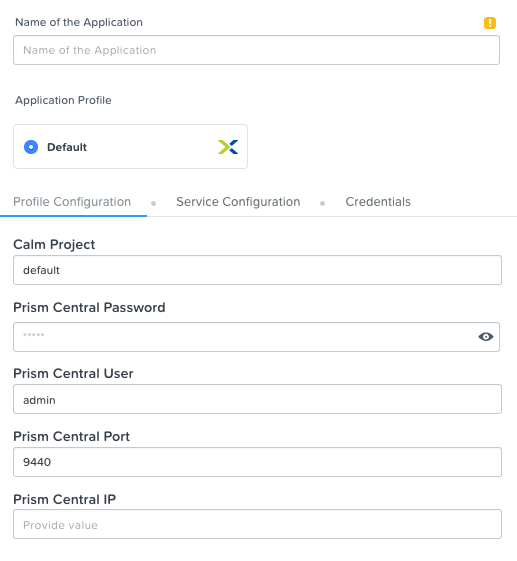 Name of the Application
Name of the Application
Application Profile
Default
Profile Configuration Service Configuration Credentials
Calm Project
default
Prism Central Password
*****
Prism Central User
admin
Prism Central Port
9440
Prism Central IP
Provide value